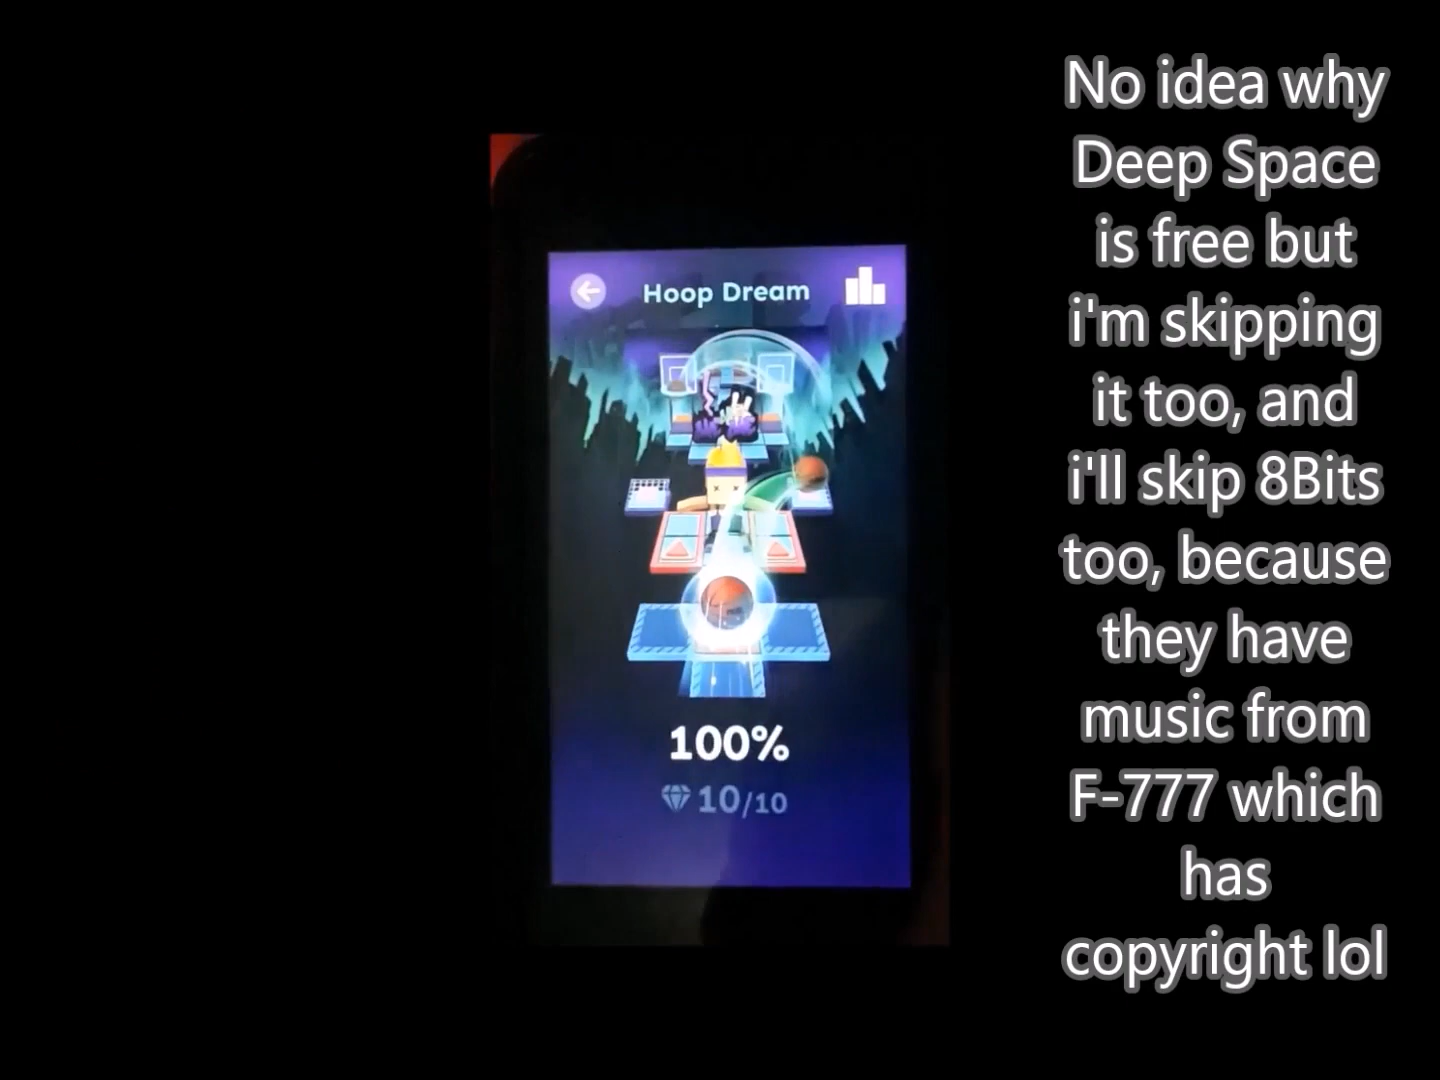 Hoop Dream
100%
10/10
No idea why
Deep Space
is free but
i'm skipping
it too, and
i'll skip 8Bits
too, because
they have
music from
F-777 which
has
copyright lol